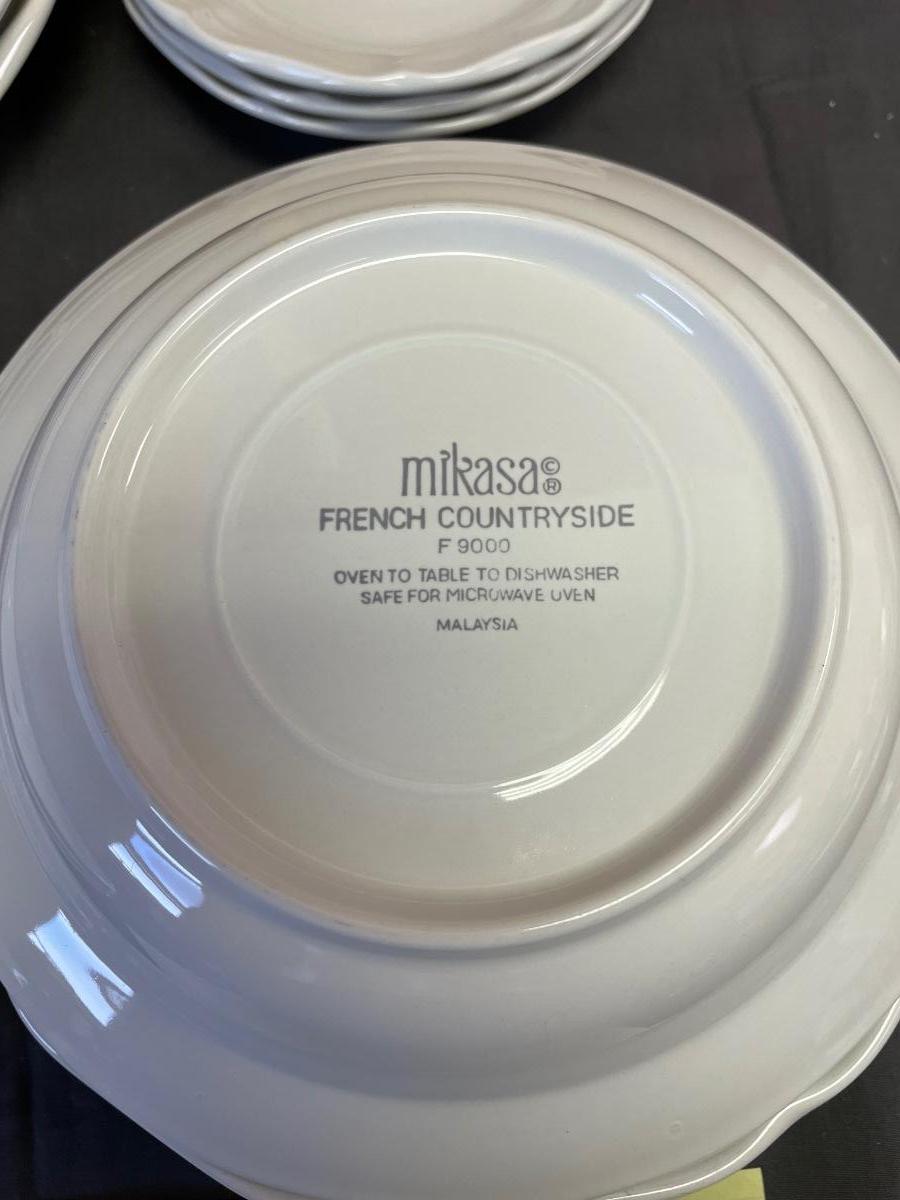 mikasa©®
FRENCH COUNTRYSIDE
F 9000
OVEN TO TABLE TO DISHWASHER
SAFE FOR MICROWAVE OVEN
MALAYSIA